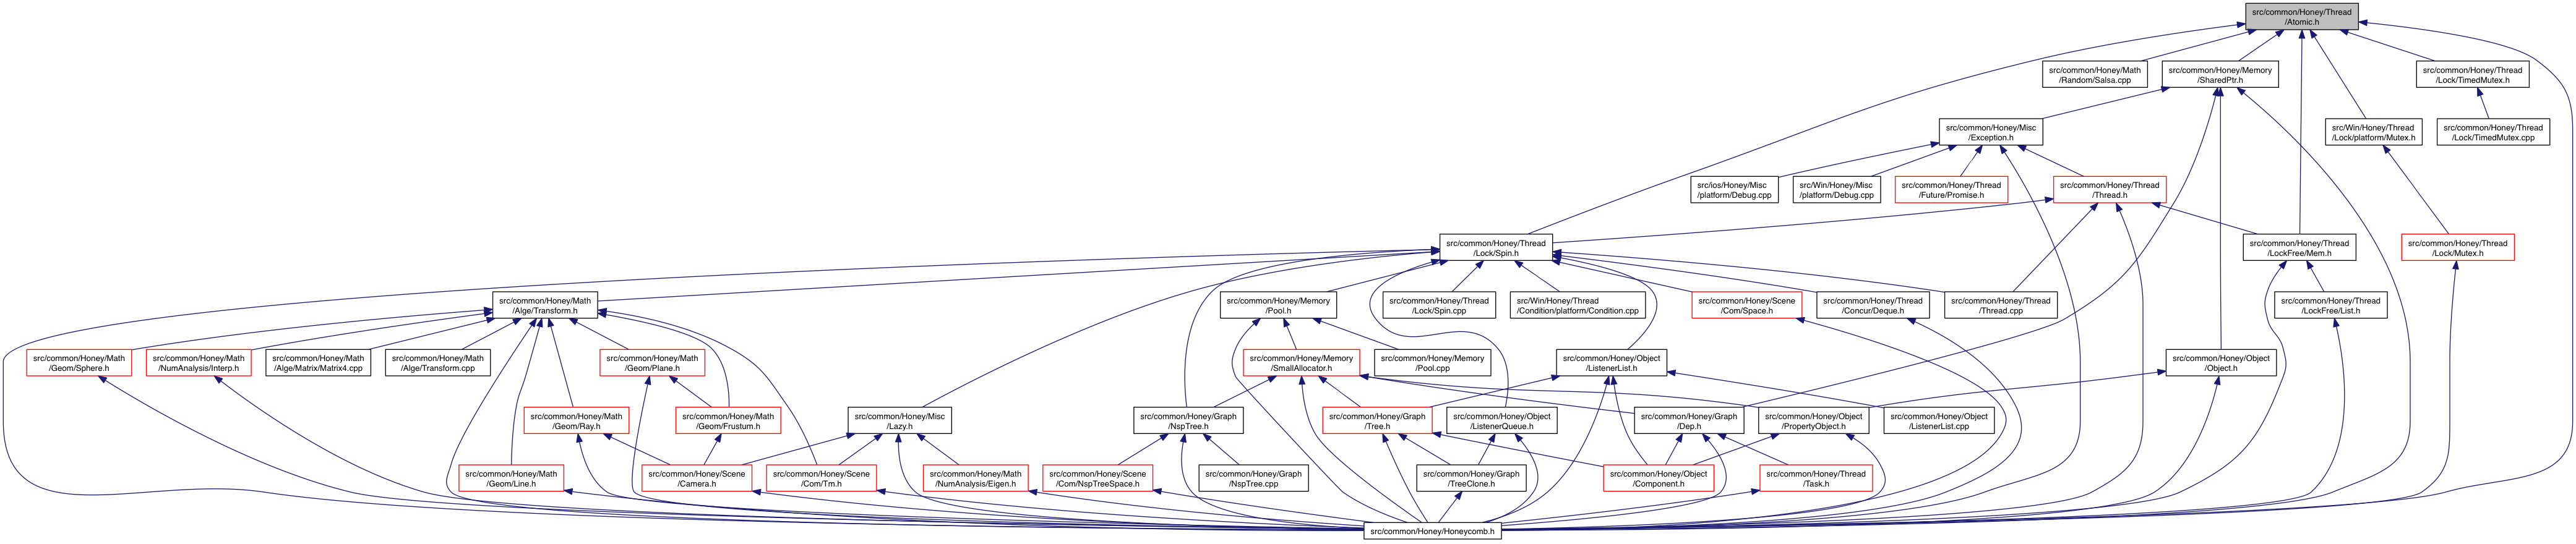 src/common/Honey/Thread
/Atomic.h
src/common/Honey/Math
/Random/Salsa.cpp
src/common/Honey/Memory
/SharedPtr.h
src/common/Honey/Thread
/Lock/TimedMutex.h
src/common/Honey/Misc
/Exception.h
src/Win/Honey/Thread
/Lock/platform/Mutex.h
src/common/Honey/Thread
/Lock/TimedMutex.cpp
src/ios/Honey/Misc
/platform/Debug.cpp
src/Win/Honey/Misc
/platform/Debug.cpp
src/common/Honey/Thread
/Future/Promise.h
src/common/Honey/Thread
/Thread.h
src/common/Honey/Thread
/Lock/Spin.h
src/common/Honey/Thread
/LockFree/Mem.h
src/common/Honey/Thread
/Lock/Mutex.h
src/common/Honey/Math
/Alge/Transform.h
src/common/Honey/Memory
/Pool.h
src/common/Honey/Thread
/Lock/Spin.cpp
src/Win/Honey/Thread
/Condition/platform/Condition.cpp
src/common/Honey/Scene
/Com/Space.h
src/common/Honey/Thread
/Concur/Deque.h
src/common/Honey/Thread
/Thread.cpp
src/common/Honey/Thread
/LockFree/List.h
src/common/Honey/Math
/Geom/Sphere.h
src/common/Honey/Math
/NumAnalysis/Interp.h
src/common/Honey/Math
/Alge/Matrix/Matrix4.cpp
src/common/Honey/Math
/Alge/Transform.cpp
src/common/Honey/Math
/Geom/Plane.h
src/common/Honey/Memory
/SmallAllocator.h
src/common/Honey/Memory
/Pool.cpp
src/common/Honey/Object
/ListenerList.h
src/common/Honey/Object
/Object.h
src/common/Honey/Math
/Geom/Ray.h
src/common/Honey/Math
/Geom/Frustum.h
src/common/Honey/Misc
/Lazy.h
src/common/Honey/Graph
/NspTree.h
src/common/Honey/Graph
/Tree.h
src/common/Honey/Object
/ListenerQueue.h
src/common/Honey/Graph
/Dep.h
src/common/Honey/Object
/PropertyObject.h
src/common/Honey/Object
/ListenerList.cpp
src/common/Honey/Math
/Geom/Line.h
src/common/Honey/Scene
/Camera.h
src/common/Honey/Scene
/Com/Tm.h
src/common/Honey/Math
/NumAnalysis/Eigen.h
src/common/Honey/Scene
/Com/NspTreeSpace.h
src/common/Honey/Graph
/NspTree.cpp
src/common/Honey/Graph
/TreeClone.h
src/common/Honey/Object
/Component.h
src/common/Honey/Thread
/Task.h
src/common/Honey/Honeycomb.h